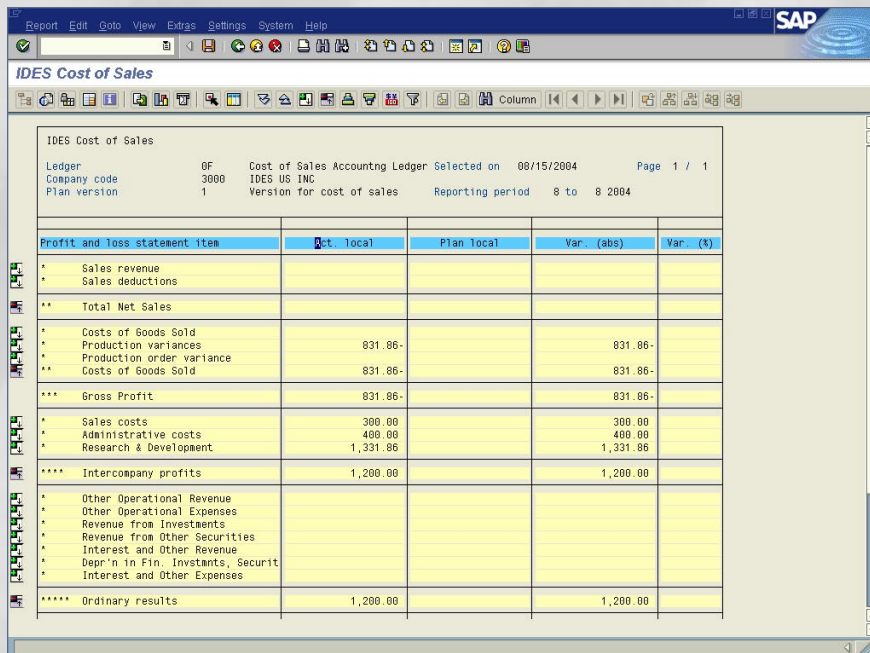 Report Edit Goto View Extras Settings System Help
SAP
IDES Cost of Sales
Column
IDES Cost of Sales
Ledger 0F Cost of Sales Accountng Ledger Selected on 08/15/2004 Page 1 / 1
Company code 3000 IDES US INC
Plan version 1 Version for cost of sales Reporting period 8 to 8 2004
Profit and loss statement item Act. local Plan local Var. (abs) Var. (%)
* Sales revenue
* Sales deductions
** Total Net Sales
* Costs of Goods Sold
* Production variances 831.86- 831.86-
* Production order variance
** Costs of Goods Sold 831.86- 831.86-
*** Gross Profit 831.86- 831.86-
* Sales costs 300.00 300.00
* Administrative costs 400.00 400.00
* Research & Development 1,331.86 1,331.86
**** Intercompany profits 1,200.00 1,200.00
* Other Operational Revenue
* Other Operational Expenses
* Revenue from Investments
* Revenue from Other Securities
* Interest and Other Revenue
* Depr'n in Fin. Invstmnts, Securit
* Interest and Other Expenses
***** Ordinary results 1,200.00 1,200.00